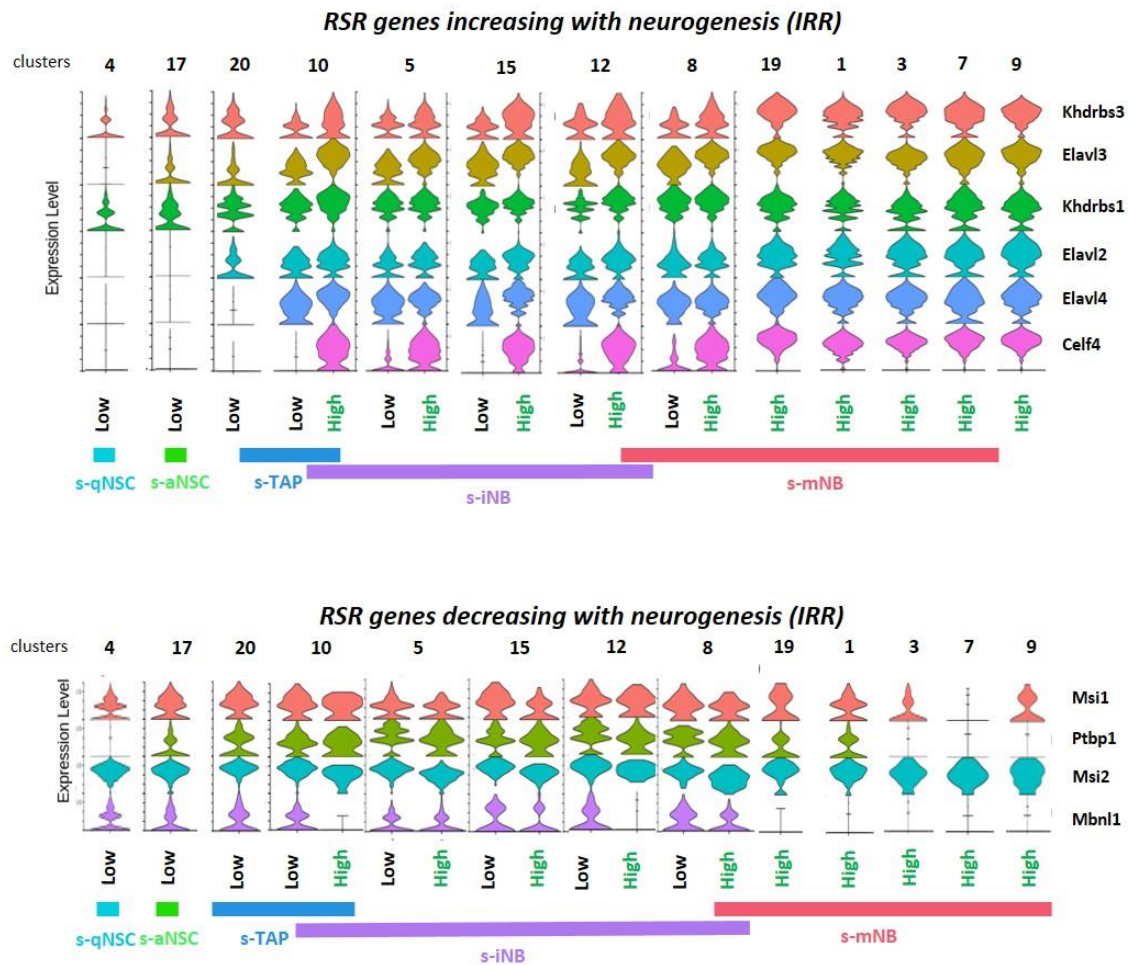 RSR genes increasing with neurogenesis (IRR)
clusters 4 17 20 10 5 15 12 8 19 1 3 7 9
Khdrbs3
Elavl3
Khdrbs1
Elavl2
Elavl4
Celf4
Expression Level
Low Low Low Low High Low High Low High Low High Low High High High High High High
s-qNSC s-aNSC s-TAP s-iNB s-mNB
RSR genes decreasing with neurogenesis (IRR)
clusters 4 17 20 10 5 15 12 8 19 1 3 7 9
Msi1
Ptbp1
Msi2
Mbnl1
Expression Level
Low Low Low Low High Low High Low High Low High Low High High High High High High
s-qNSC s-aNSC s-TAP s-iNB s-mNB